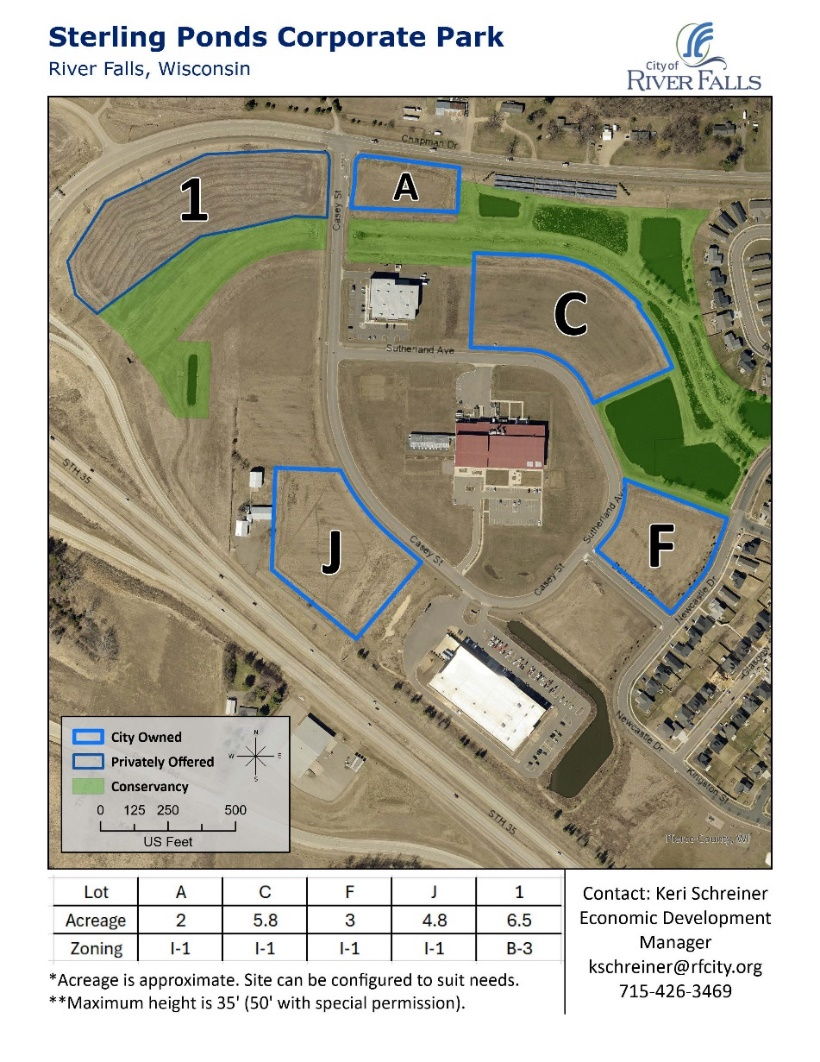 Sterling Ponds Corporate Park
River Falls, Wisconsin
City of
RIVER FALLS
Chapman Dr
1
A
Casey St
C
Sutherland Ave
STH 35
J
Casey St
Casey St
Sutherland Av
F
Newcastle Dr
Newcastle Dr
Kingston St
STH 35
Pierce County, WI
City Owned
Privately Offered
Conservancy
N
W E
S
0 125 250 500
US Feet
Lot A C F J 1
Acreage 2 5.8 3 4.8 6.5
Zoning I-1 I-1 I-1 I-1 B-3
*Acreage is approximate. Site can be configured to suit needs.
**Maximum height is 35' (50' with special permission).
Contact: Keri Schreiner
Economic Development
Manager
kschreiner@rfcity.org
715-426-3469